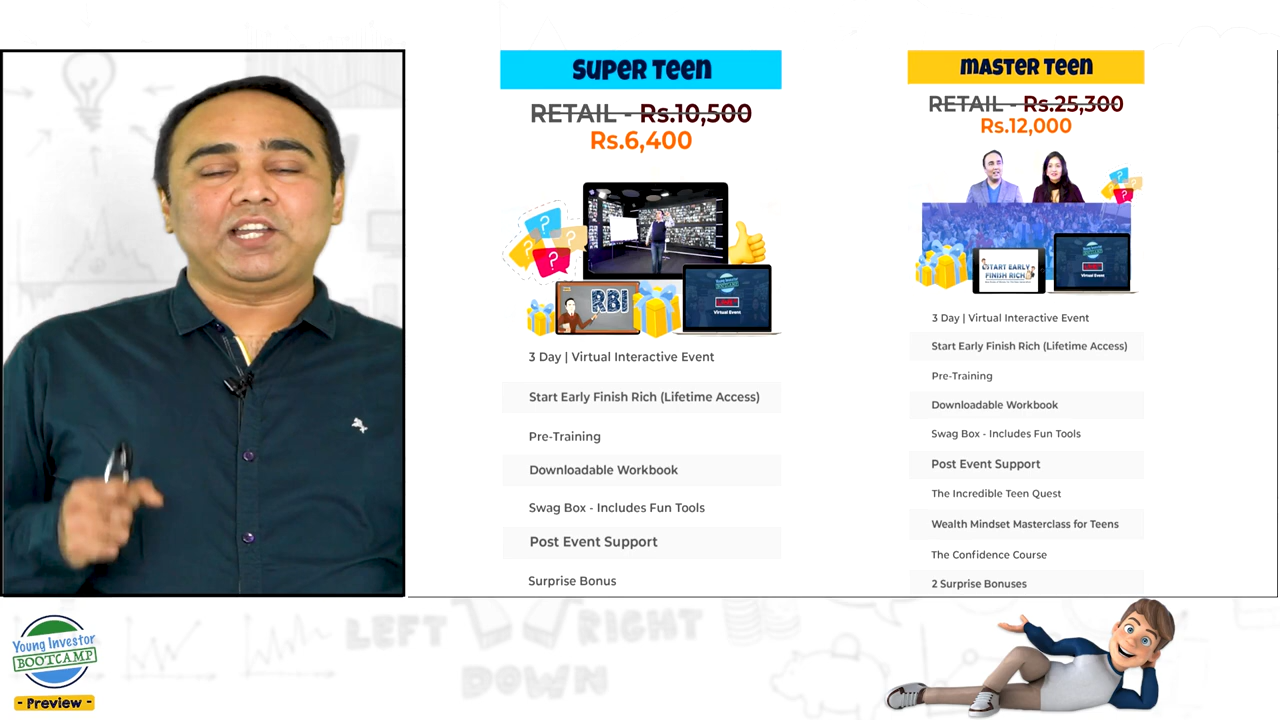 SUPER TEEN
RETAIL - Rs.10,500
Rs.6,400
RBI
Virtual Event
3 Day | Virtual Interactive Event
Start Early Finish Rich (Lifetime Access)
Pre-Training
Downloadable Workbook
Swag Box - Includes Fun Tools
Post Event Support
Surprise Bonus
MASTER TEEN
RETAIL - Rs.25,300
Rs.12,000
START EARLY
FINISH RICH
Virtual Event
3 Day | Virtual Interactive Event
Start Early Finish Rich (Lifetime Access)
Pre-Training
Downloadable Workbook
Swag Box - Includes Fun Tools
Post Event Support
The Incredible Teen Quest
Wealth Mindset Masterclass for Teens
The Confidence Course
2 Surprise Bonuses
LEFT RIGHT
DOWN
Young Investor
BOOTCAMP
- Preview -